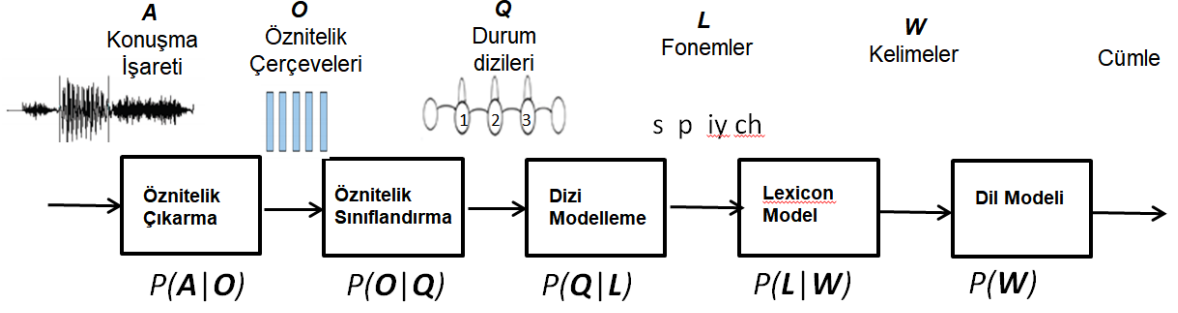 A
Konuşma
İşareti
O
Öznitelik
Çerçeveleri
Q
Durum
dizileri
L
Fonemler
W
Kelimeler
Cümle
1 2 3
s p iy ch
Öznitelik
Çıkarma
Öznitelik
Sınıflandırma
Dizi
Modelleme
Lexicon
Model
Dil Modeli
P(A|O)
P(O|Q)
P(Q|L)
P(L|W)
P(W)